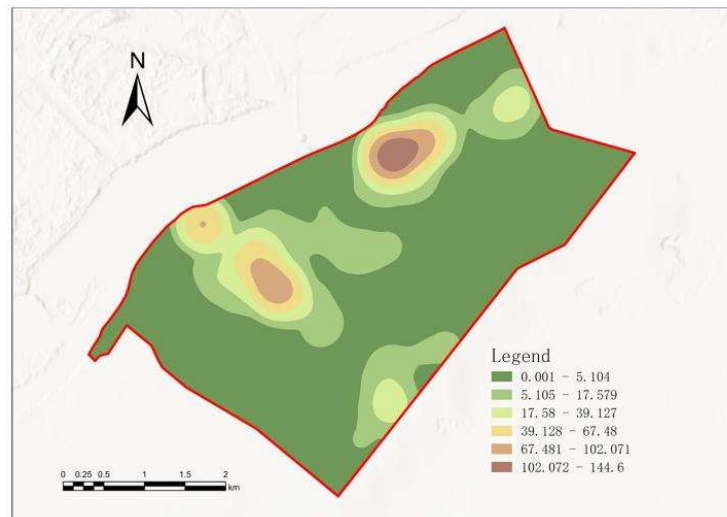 N
Legend
0.001 - 5.104
5.105 - 17.579
17.58 - 39.127
39.128 - 67.48
67.481 - 102.071
102.072 - 144.6
0 0.25 0.5 1 1.5 2
km